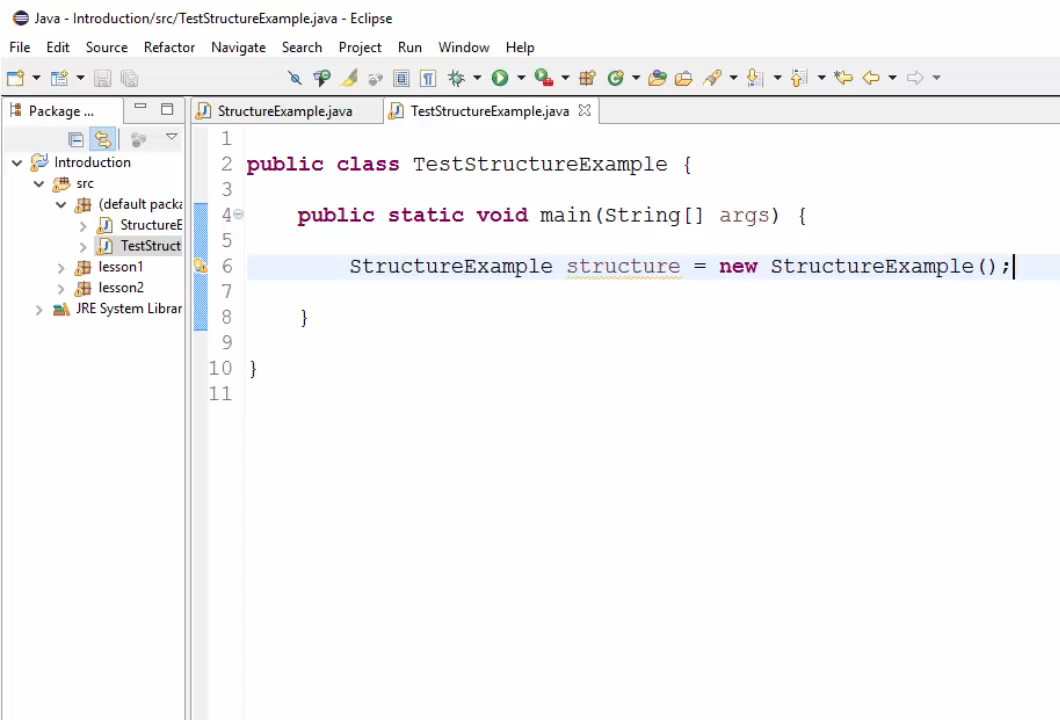 Java - Introduction/src/TestStructureExample.java - Eclipse
File Edit Source Refactor Navigate Search Project Run Window Help
Package ...
StructureExample.java
TestStructureExample.java
Introduction
src
(default packa
StructureE
TestStruct
lesson1
lesson2
JRE System Librar
1
2 public class TestStructureExample {
3
4 public static void main(String[] args) {
5
6 StructureExample structure = new StructureExample();
7
8 }
9
10 }
11